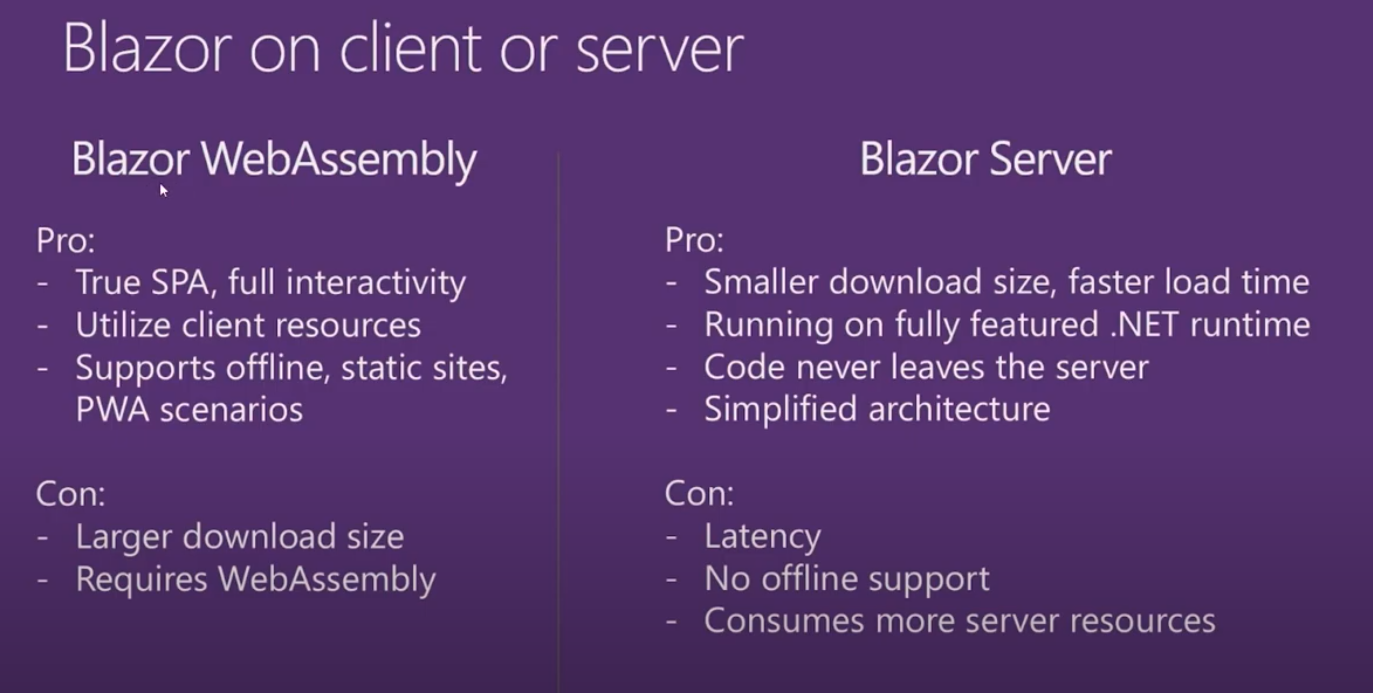 Blazor on client or server
Blazor WebAssembly
Pro:
- True SPA, full interactivity
- Utilize client resources
- Supports offline, static sites,
PWA scenarios
Con:
- Larger download size
- Requires WebAssembly
Blazor Server
Pro:
- Smaller download size, faster load time
- Running on fully featured .NET runtime
- Code never leaves the server
- Simplified architecture
Con:
- Latency
- No offline support
- Consumes more server resources